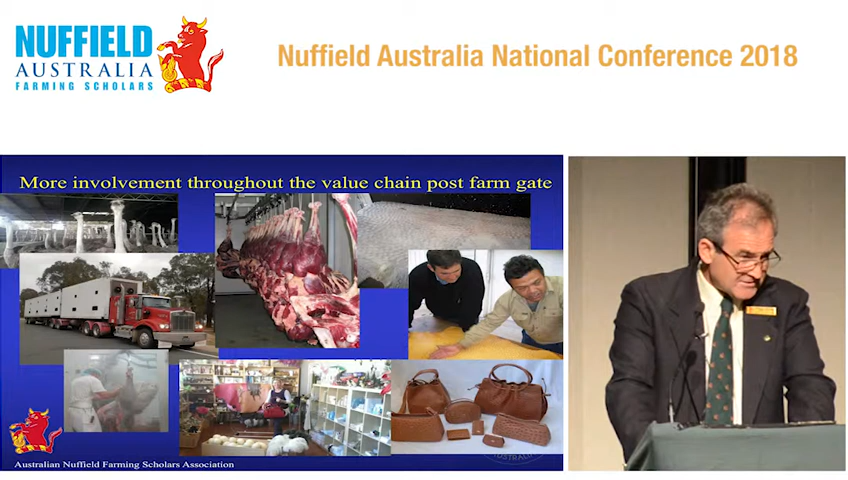 NUFFIELD
AUSTRALIA
FARMING SCHOLARS
Nuffield Australia National Conference 2018
More involvement throughout the value chain post farm gate
AUSTRALIA
Australian Nuffield Farming Scholars Association